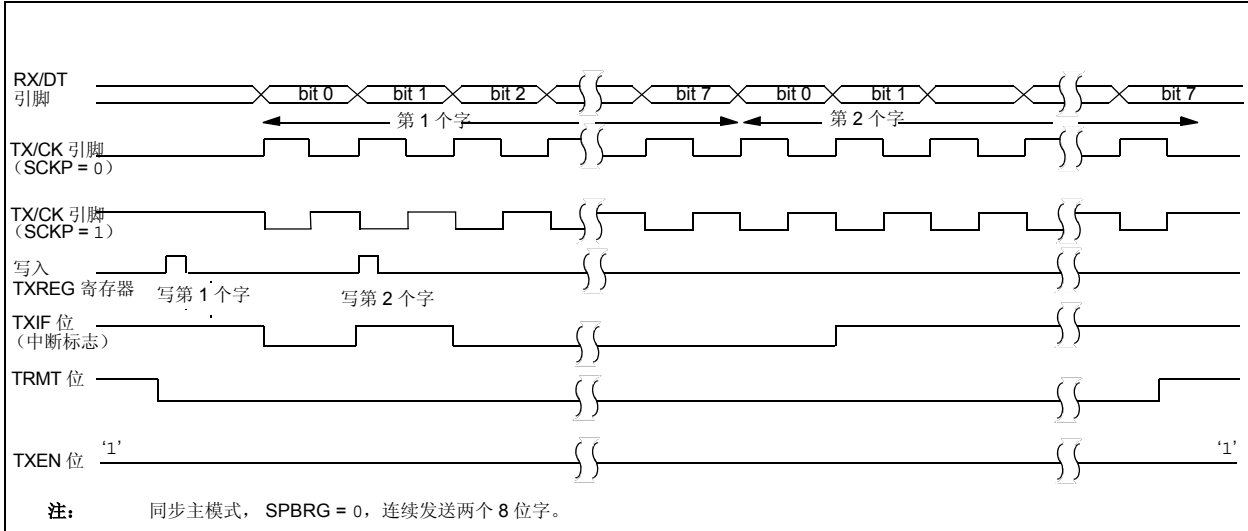 RX/DT
引脚
bit 0 bit 1 bit 2 bit 7 bit 0 bit 1 bit 7
第 1 个字 第 2 个字
TX/CK 引脚
（SCKP = 0）
TX/CK 引脚
（SCKP = 1）
写入
TXREG 寄存器
写第 1 个字 写第 2 个字
TXIF 位
（中断标志）
TRMT 位
TXEN 位 ‘1’ ‘1’
注： 同步主模式， SPBRG = 0，连续发送两个 8 位字。